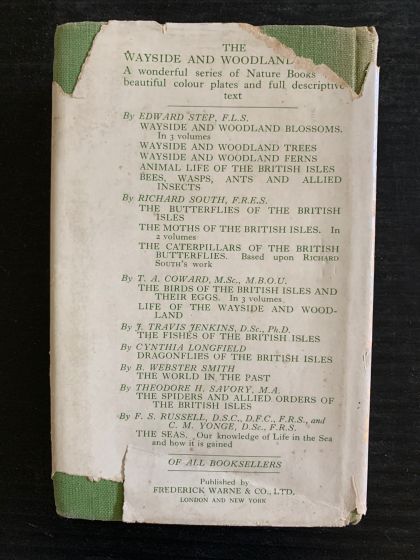 THE
WAYSIDE AND WOODLAND
A wonderful series of Nature Books
beautiful colour plates and full descriptive
text
By EDWARD STEP, F.L.S.
WAYSIDE AND WOODLAND BLOSSOMS.
In 3 volumes
WAYSIDE AND WOODLAND TREES
WAYSIDE AND WOODLAND FERNS
ANIMAL LIFE OF THE BRITISH ISLES
BEES, WASPS, ANTS AND ALLIED
INSECTS
By RICHARD SOUTH, F.R.E.S.
THE BUTTERFLIES OF THE BRITISH
ISLES
THE MOTHS OF THE BRITISH ISLES. In
2 volumes
THE CATERPILLARS OF THE BRITISH
BUTTERFLIES. Based upon RICHARD
SOUTH'S work
By T. A. COWARD, M.Sc., M.B.O.U.
THE BIRDS OF THE BRITISH ISLES AND
THEIR EGGS. In 3 volumes
LIFE OF THE WAYSIDE AND WOOD-
LAND
By J. TRAVIS JENKINS, D.Sc., Ph.D.
THE FISHES OF THE BRITISH ISLES
By CYNTHIA LONGFIELD
DRAGONFLIES OF THE BRITISH ISLES
By B. WEBSTER SMITH
THE WORLD IN THE PAST
By THEODORE H. SAVORY, M.A.
THE SPIDERS AND ALLIED ORDERS OF
THE BRITISH ISLES
By F. S. RUSSELL, D.S.C., D.F.C., F.R.S., and
C. M. YONGE, D.Sc., F.R.S.
THE SEAS. Our knowledge of Life in the Sea
and how it is gained
OF ALL BOOKSELLERS
Published by
FREDERICK WARNE & CO., LTD.
LONDON AND NEW YORK